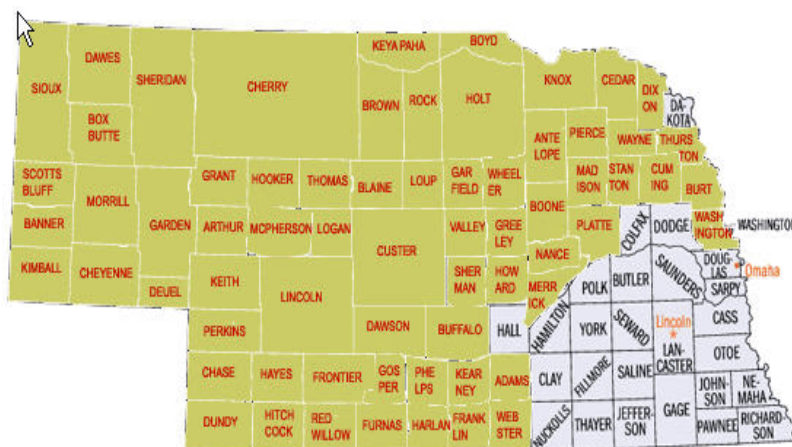 KEYA PAHA
BOYD
DAWES
SIOUX
SHERIDAN
CHERRY
BROWN
ROCK
HOLT
KNOX
CEDAR
DIX
ON
DA-
KOTA
BOX
BUTTE
ANTE
LOPE
PIERCE
WAYNE
THURS
TON
SCOTTS
BLUFF
MORRILL
GRANT
HOOKER
THOMAS
BLAINE
LOUP
GAR
FIELD
WHEEL
ER
MAD
ISON
STAN
TON
CUM
ING
BURT
BANNER
GARDEN
ARTHUR
MCPHERSON
LOGAN
CUSTER
VALLEY
GREE
LEY
BOONE
PLATTE
COLFAX
DODGE
WASH
INGTON
WASHINGTON
KIMBALL
CHEYENNE
DEUEL
KEITH
LINCOLN
SHER
MAN
HOW
ARD
NANCE
MERR
ICK
POLK
BUTLER
SAUNDERS
DOUG-
LAS
Omaha
SARPY
PERKINS
DAWSON
BUFFALO
HALL
HAMILTON
YORK
SEWARD
Lincoln
LAN-
CASTER
CASS
OTOE
CHASE
HAYES
FRONTIER
GOS
PER
PHE
LPS
KEAR
NEY
ADAMS
CLAY
FILLMORE
SALINE
JOHN-
SON
NE-
MAHA
DUNDY
HITCH
COCK
RED
WILLOW
FURNAS
HARLAN
FRANK
LIN
WEB
STER
NUCKOLLS
THAYER
JEFFER-
SON
GAGE
PAWNEE
RICHARD-
SON